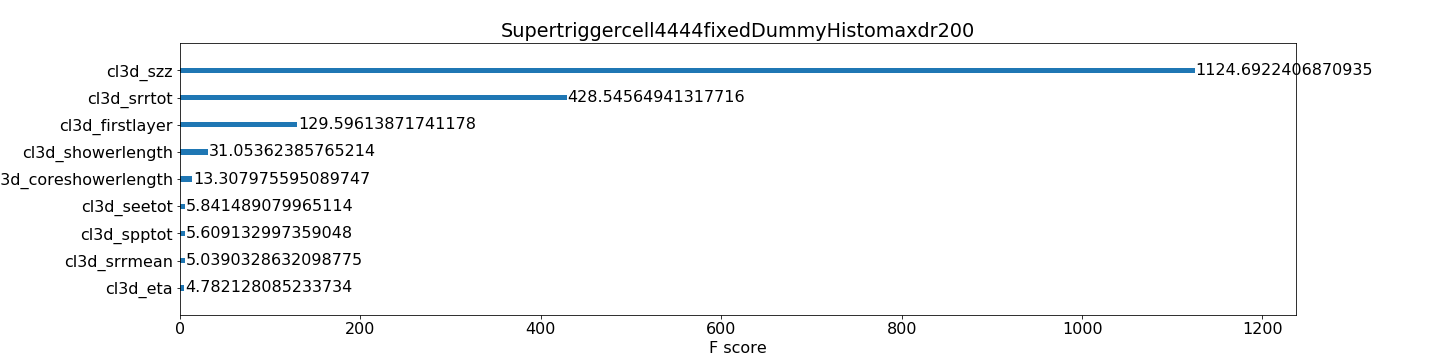 Supertriggercell4444fixedDummyHistomaxdr200
cl3d_szz 1124.6922406870935
cl3d_srrtot 428.54564941317716
cl3d_firstlayer 129.59613871741178
cl3d_showerlength 31.05362385765214
3d_coreshowerlength 13.307975595089747
cl3d_seetot 5.841489079965114
cl3d_spptot 5.609132997359048
cl3d_srrmean 5.0390328632098775
cl3d_eta 4.782128085233734
0 200 400 600 800 1000 1200
F score